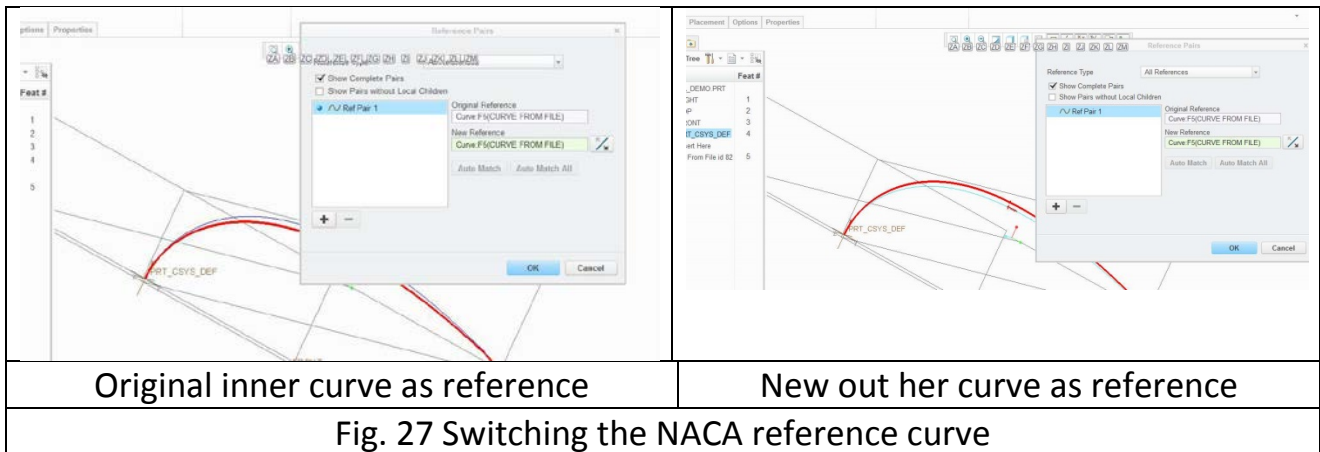 Options Properties
Reference Pairs
Show Complete Pairs
Show Pairs without Local Children
Ref Pair 1
Original Reference
Curve:F5(CURVE FROM FILE)
New Reference
Curve:F5(CURVE FROM FILE)
Auto Match Auto Match All
OK Cancel
Feat #
1
2
3
4
5
PRT_CSYS_DEF
Placement Options Properties
Reference Pairs
Tree
Feat #
_DEMO.PRT
1
2
3
4
From File id 82 5
Reference Type All References
Show Complete Pairs
Show Pairs without Local Children
Ref Pair 1
Original Reference
Curve:F5(CURVE FROM FILE)
New Reference
Curve:F5(CURVE FROM FILE)
Auto Match Auto Match All
OK Cancel
PRT_CSYS_DEF
Original inner curve as reference
New out her curve as reference
Fig. 27 Switching the NACA reference curve